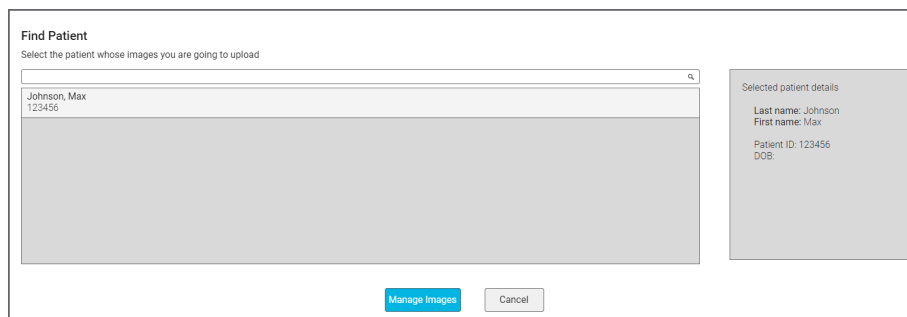 Find Patient
Select the patient whose images you are going to upload
Johnson, Max
123456
Selected patient details
Last name: Johnson
First name: Max
Patient ID: 123456
DOB:
Manage Images
Cancel